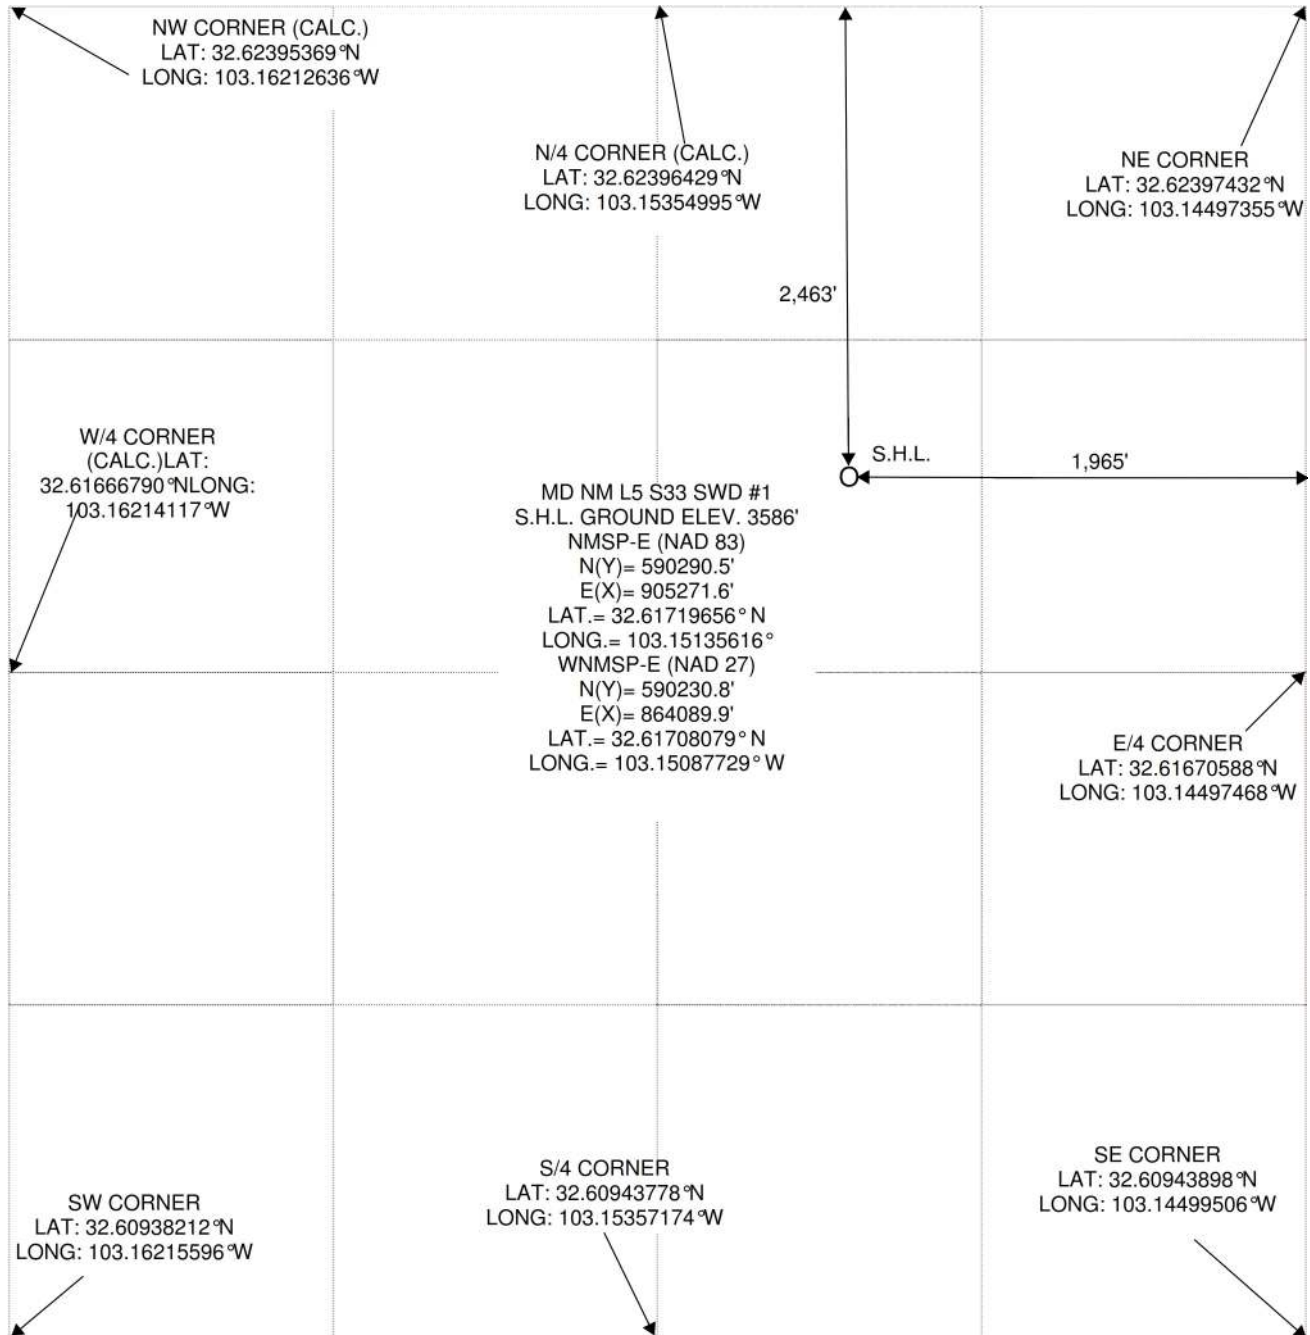 NW CORNER (CALC.)
LAT: 32.62395369°N
LONG: 103.16212636°W
N/4 CORNER (CALC.)
LAT: 32.62396429°N
LONG: 103.15354995°W
NE CORNER
LAT: 32.62397432°N
LONG: 103.14497355°W
2,463'
W/4 CORNER
(CALC.)LAT:
32.61666790°NLONG:
103.16214117°W
S.H.L.
1,965'
O
MD NM L5 S33 SWD #1
S.H.L. GROUND ELEV. 3586'
NMSP-E (NAD 83)
N(Y)= 590290.5'
E(X)= 905271.6'
LAT.= 32.61719656° N
LONG.= 103.15135616°
WNMSP-E (NAD 27)
N(Y)= 590230.8'
E(X)= 864089.9'
LAT.= 32.61708079° N
LONG.= 103.15087729° W
E/4 CORNER
LAT: 32.61670588°N
LONG: 103.14497468°W
SW CORNER
LAT: 32.60938212°N
LONG: 103.16215596°W
S/4 CORNER
LAT: 32.60943778°N
LONG: 103.15357174°W
SE CORNER
LAT: 32.60943898°N
LONG: 103.14499506°W